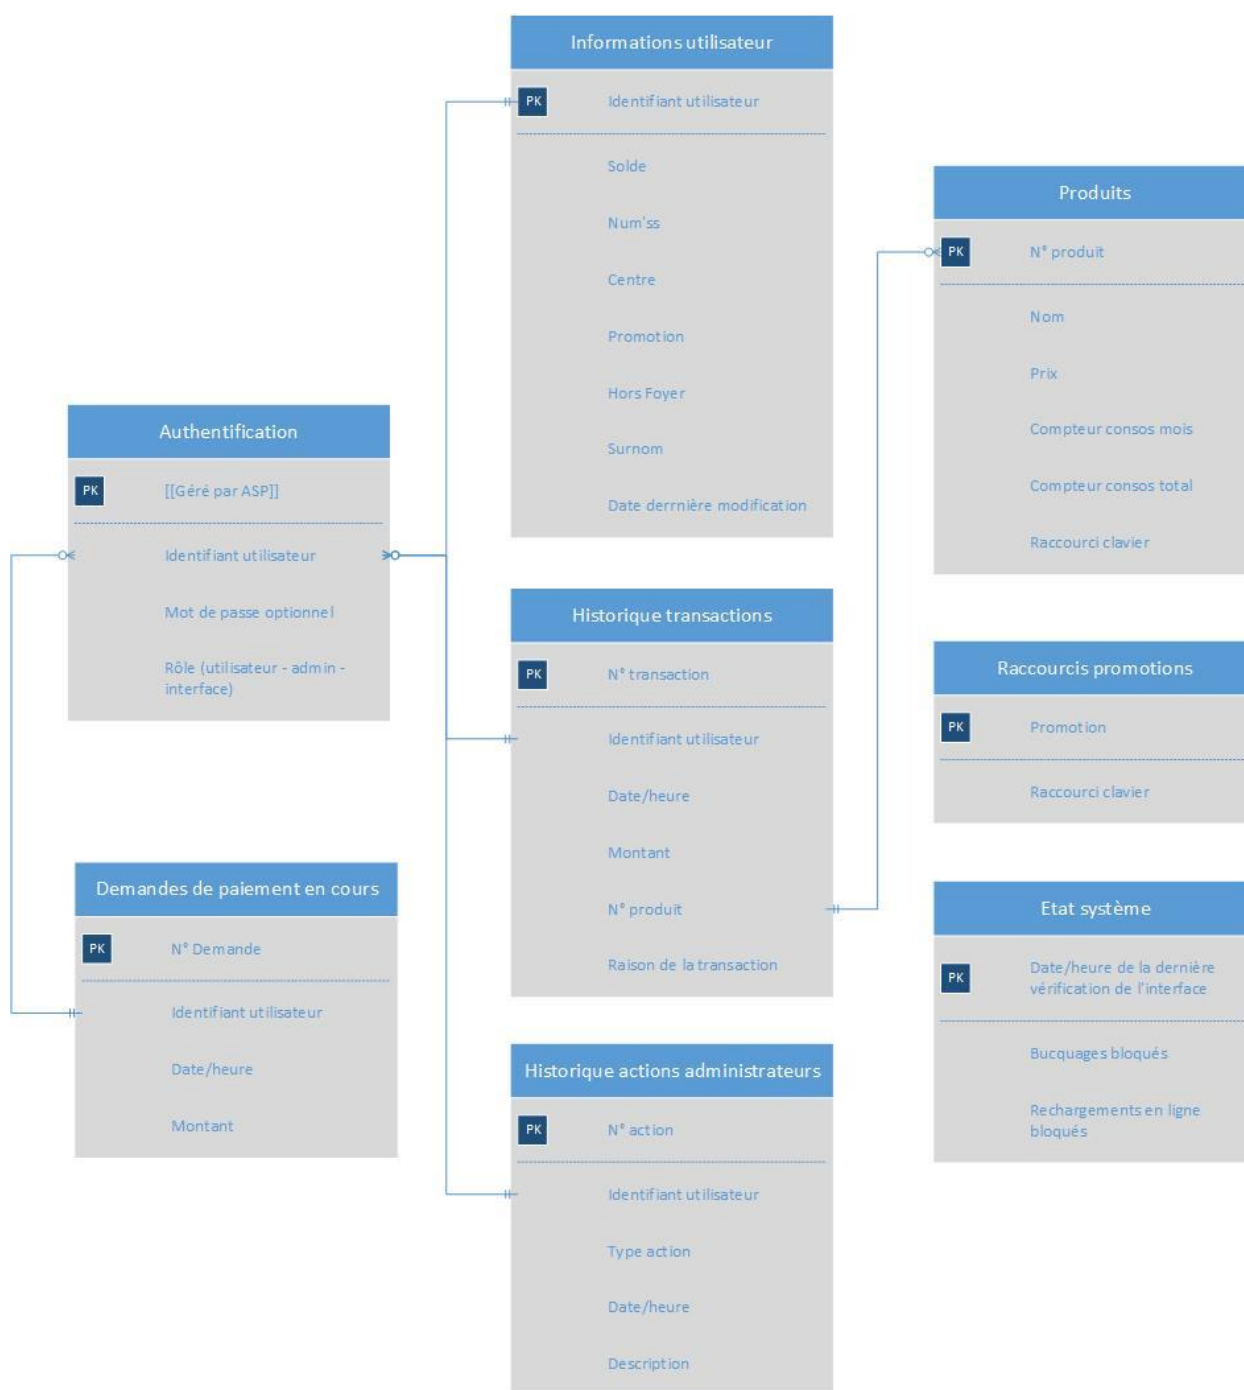 Informations utilisateur
PK
Identifiant utilisateur
Solde
Num'ss
Centre
Promotion
Hors Foyer
Surnom
Date derrnière modification
Produits
PK
N° produit
Nom
Prix
Compteur consos mois
Compteur consos total
Raccourci clavier
Authentification
PK
[[Géré par ASP]]
Identifiant utilisateur
Mot de passe optionnel
Rôle (utilisateur - admin -
interface)
Historique transactions
PK
N° transaction
Identifiant utilisateur
Date/heure
Montant
N° produit
Raison de la transaction
Raccourcis promotions
PK
Promotion
Raccourci clavier
Demandes de paiement en cours
PK
N° Demande
Identifiant utilisateur
Date/heure
Montant
Etat système
PK
Date/heure de la dernière
vérification de l'interface
Bucquages bloqués
Rechargements en ligne
bloqués
Historique actions administrateurs
PK
N° action
Identifiant utilisateur
Type action
Date/heure
Description